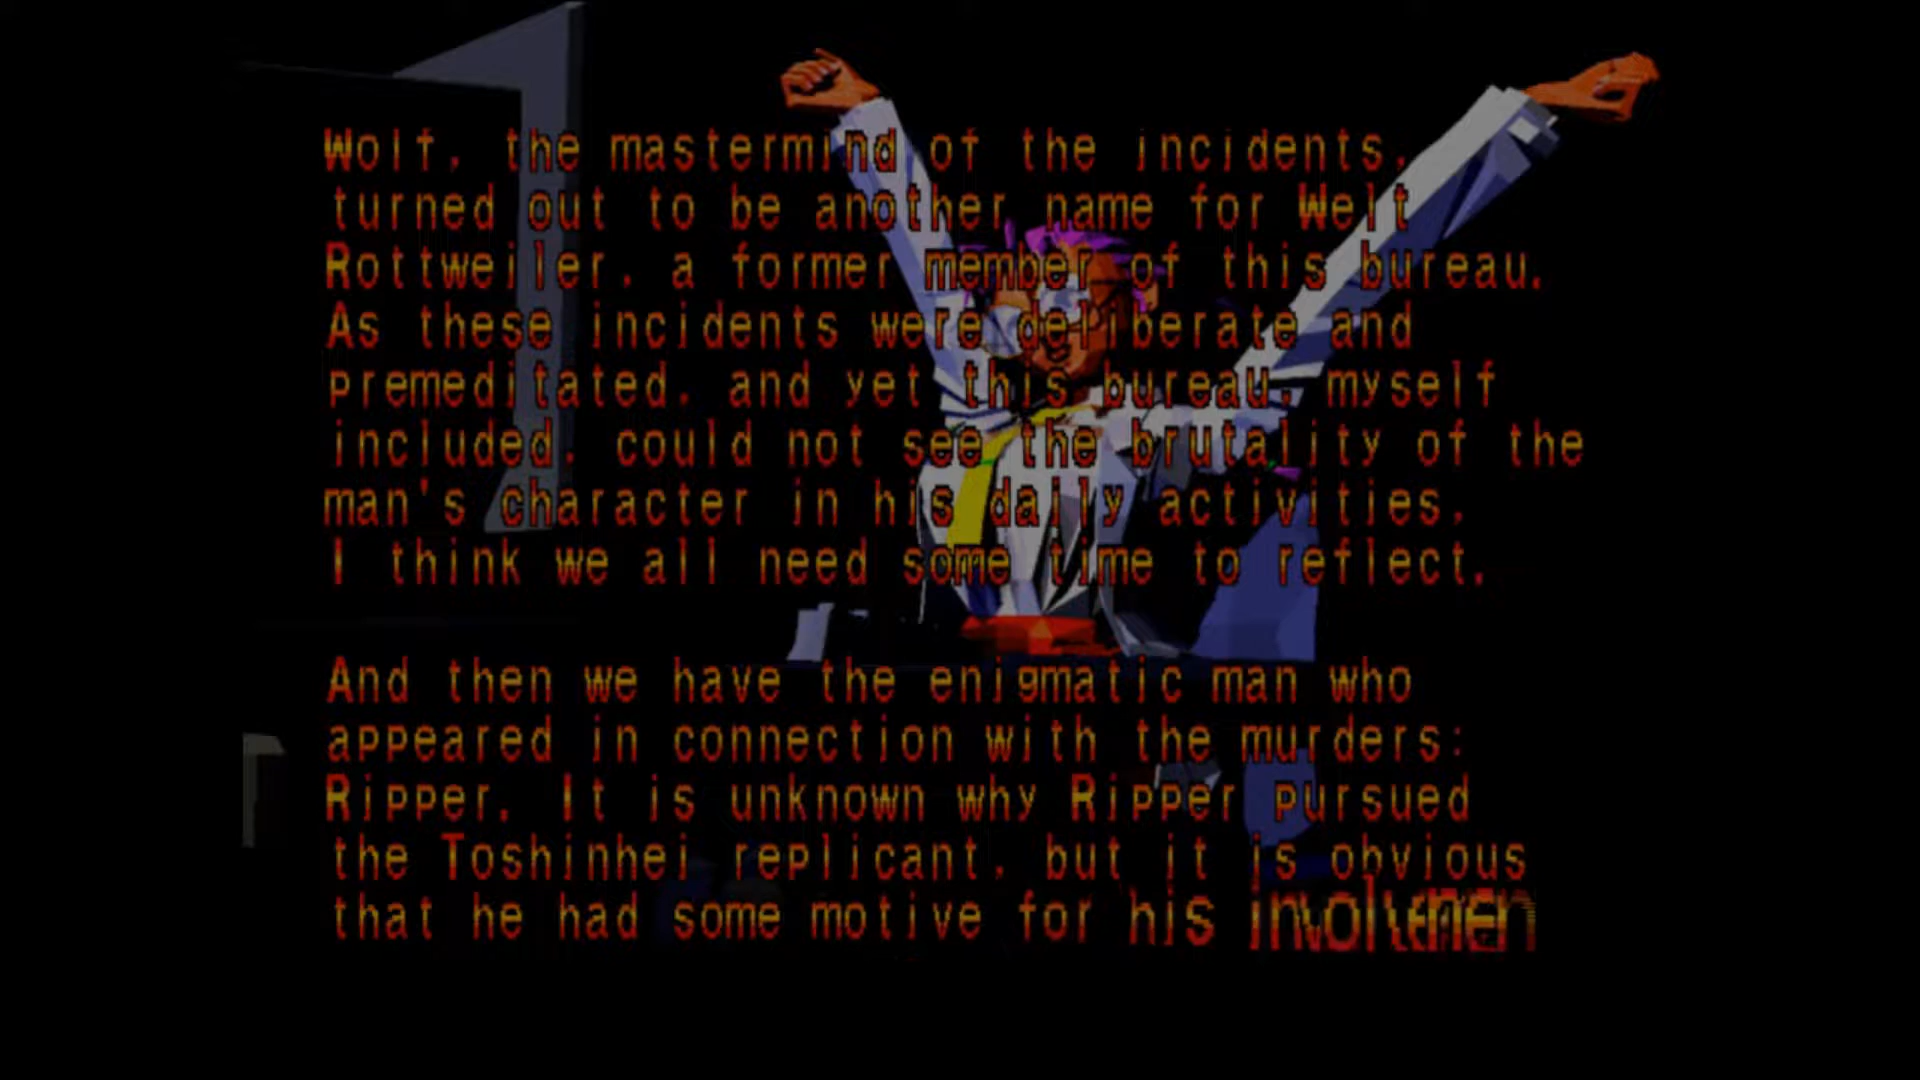 Wolf, the mastermind of the incidents,
turned out to be another name for Welt
Rottweiler, a former member of this bureau.
As these incidents were deliberate and
premeditated, and yet this bureau, myself
included, could not see the brutality of the
man's character in his daily activities,
I think we all need some time to reflect.
And then we have the enigmatic man who
appeared in connection with the murders:
Ripper. It is unknown why Ripper pursued
the Toshinhei replicant, but it is obvious
that he had some motive for his involvemen